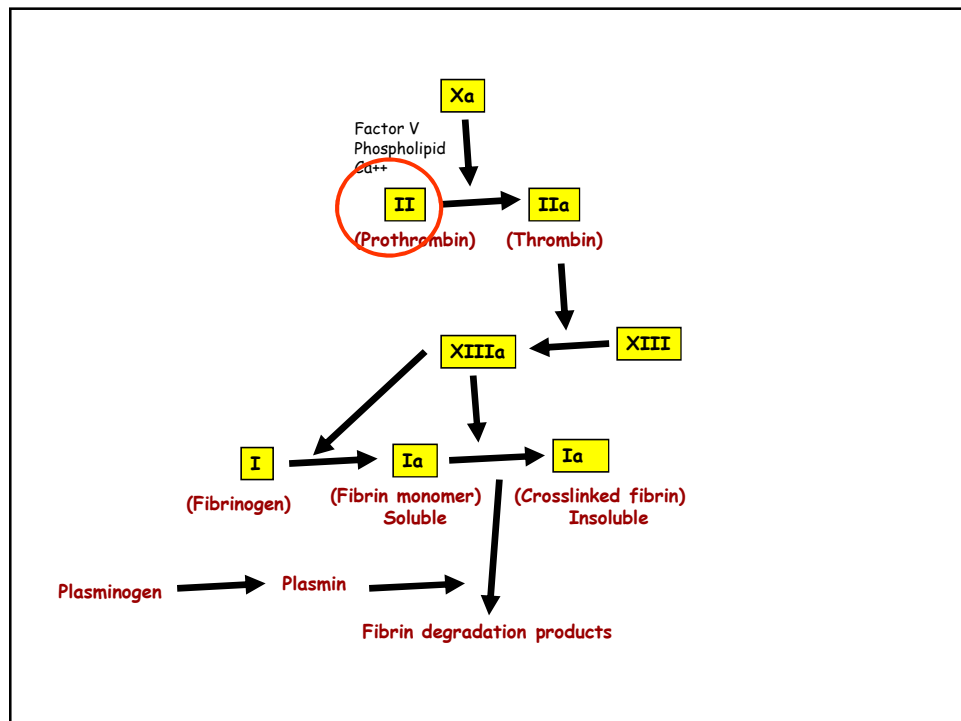 Xa
Factor V
Phospholipid
Ca++
II
IIa
(Prothrombin)
(Thrombin)
XIIIa
XIII
I
Ia
Ia
(Fibrinogen)
(Fibrin monomer)
Soluble
(Crosslinked fibrin)
Insoluble
Plasminogen
Plasmin
Fibrin degradation products